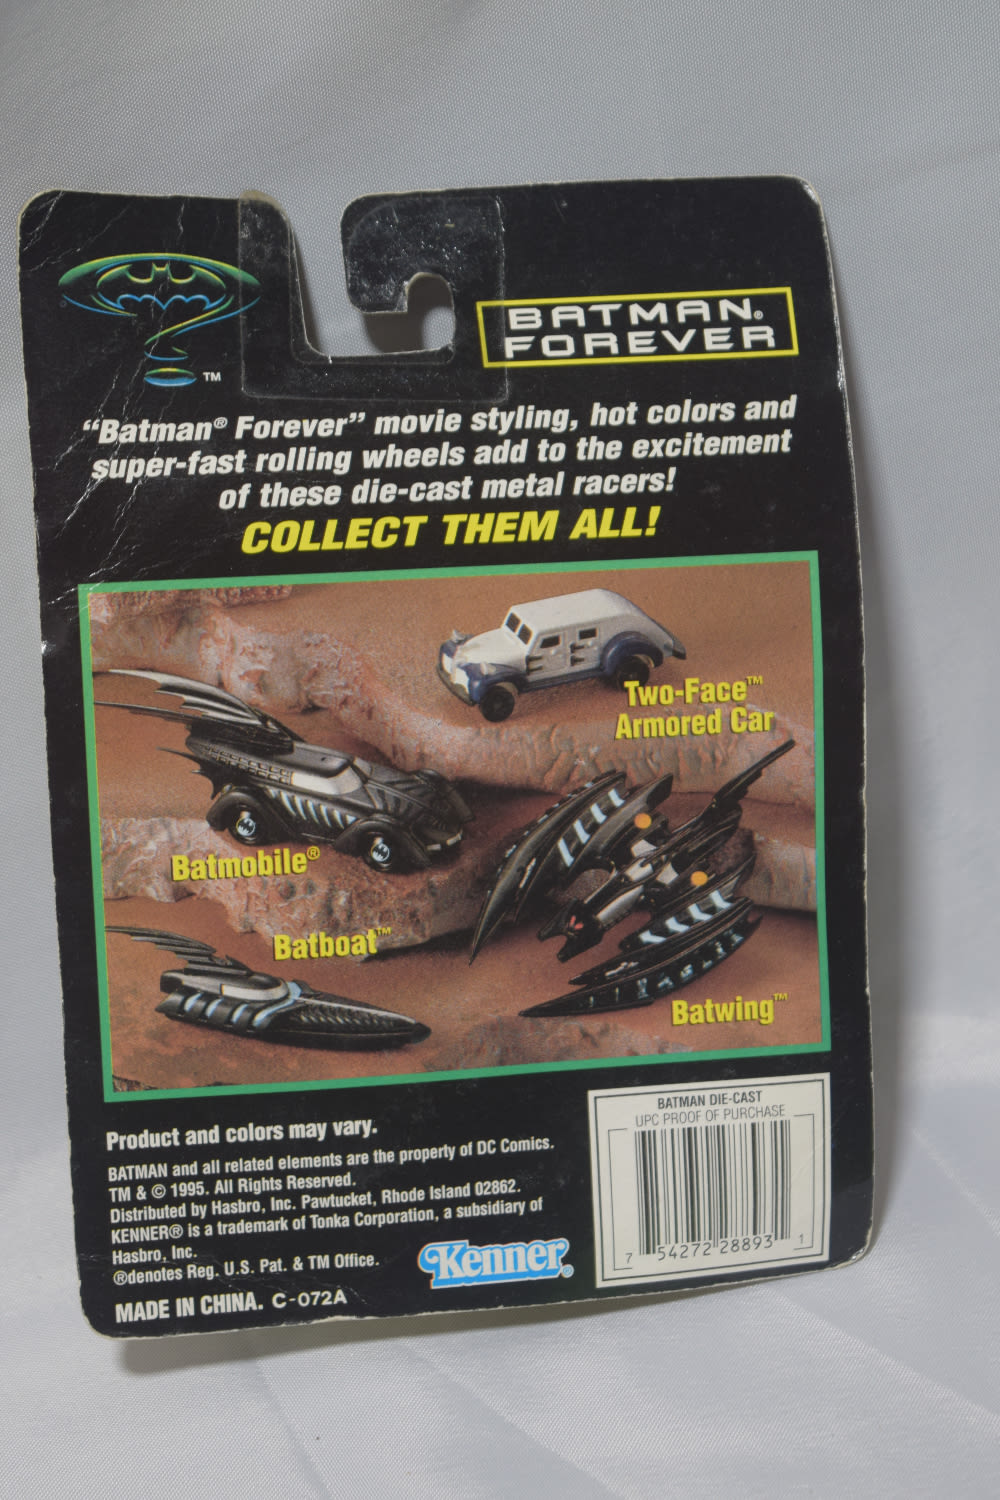 TM
BATMAN®
FOREVER
“Batman® Forever” movie styling, hot colors and
super-fast rolling wheels add to the excitement
of these die-cast metal racers!
COLLECT THEM ALL!
Two-Face™
Armored Car
Batmobile®
Batboat™
Batwing™
Product and colors may vary.
BATMAN and all related elements are the property of DC Comics.
TM & © 1995. All Rights Reserved.
Distributed by Hasbro, Inc. Pawtucket, Rhode Island 02862.
KENNER® is a trademark of Tonka Corporation, a subsidiary of
Hasbro, Inc.
®denotes Reg. U.S. Pat. & TM Office.
MADE IN CHINA. C-072A
Kenner®
BATMAN DIE-CAST
UPC PROOF OF PURCHASE
7 54272 28893 1